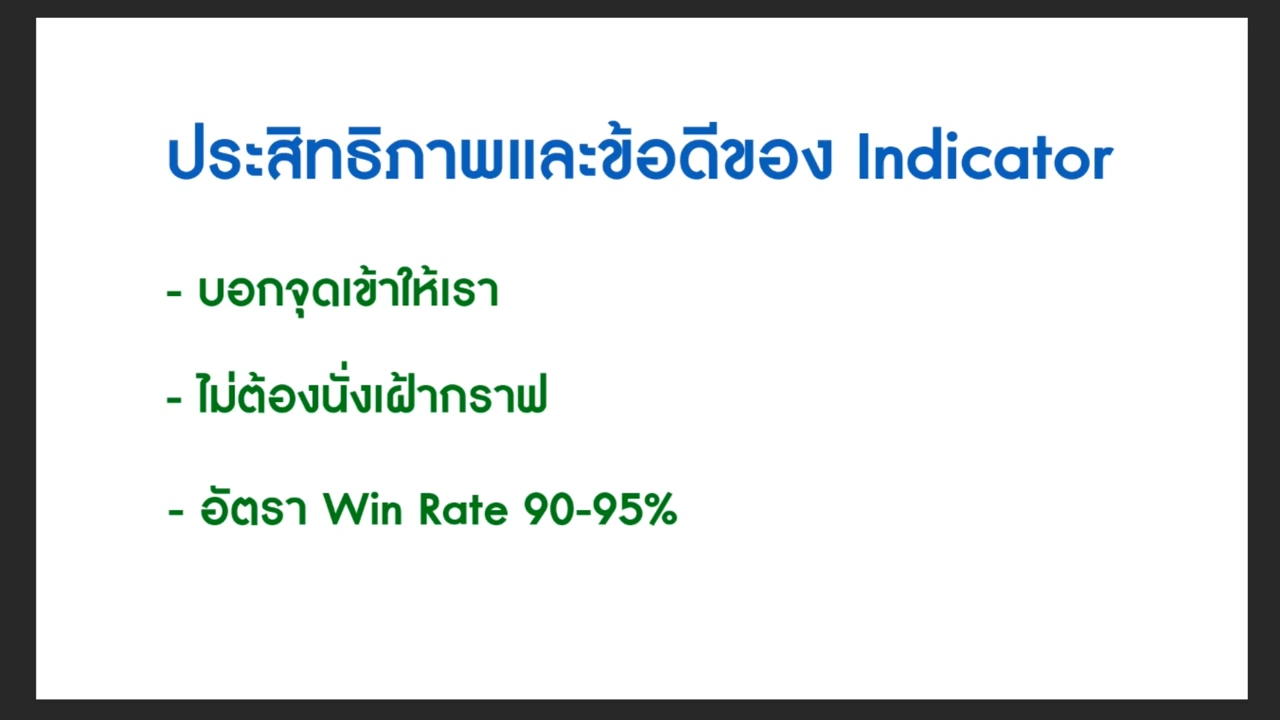 ประสิทธิภาพและข้อดีของ Indicator
- บอกจุดเข้าให้เรา
- ไม่ต้องนั่งเฝ้ากราฟ
- อัตรา Win Rate 90-95%